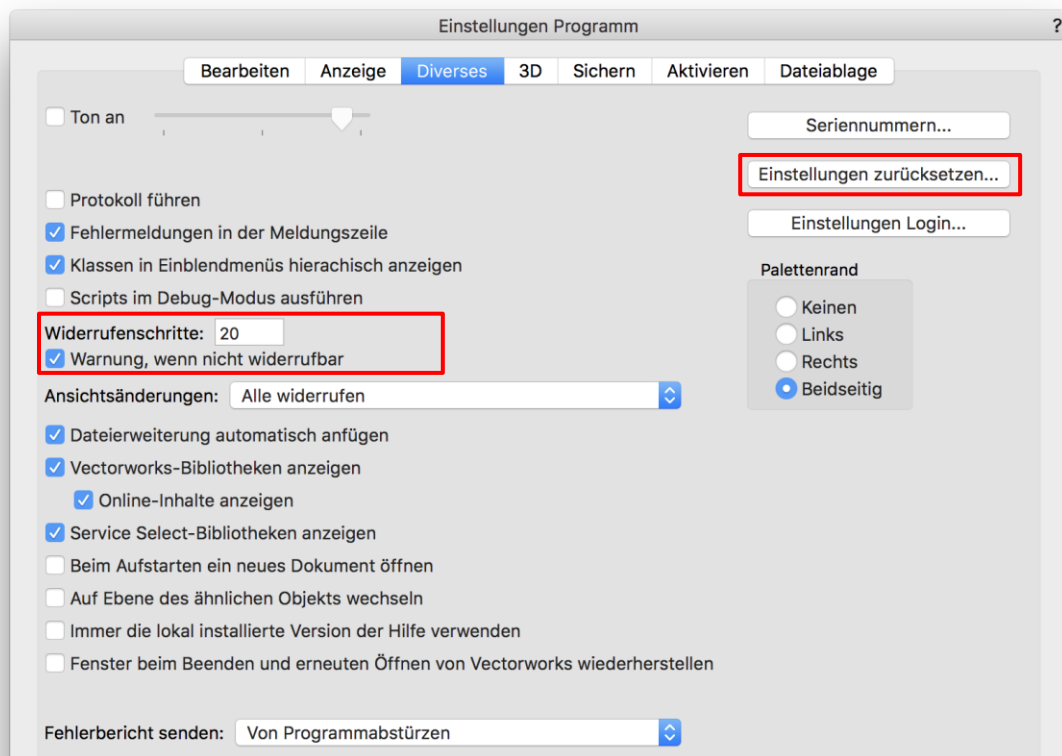 Einstellungen Programm
?
Bearbeiten Anzeige Diverses 3D Sichern Aktivieren Dateiablage
Ton an
Seriennummern...
Einstellungen zurücksetzen...
Protokoll führen
Einstellungen Login...
Fehlermeldungen in der Meldungszeile
Klassen in Einblendmenüs hierachisch anzeigen
Palettenrand
Scripts im Debug-Modus ausführen
Keinen
Widerrufenschritte: 20
Links
Warnung, wenn nicht widerrufbar
Rechts
Ansichtsänderungen: Alle widerrufen
Beidseitig
Dateierweiterung automatisch anfügen
Vectorworks-Bibliotheken anzeigen
Online-Inhalte anzeigen
Service Select-Bibliotheken anzeigen
Beim Aufstarten ein neues Dokument öffnen
Auf Ebene des ähnlichen Objekts wechseln
Immer die lokal installierte Version der Hilfe verwenden
Fenster beim Beenden und erneuten Öffnen von Vectorworks wiederherstellen
Fehlerbericht senden: Von Programmabstürzen